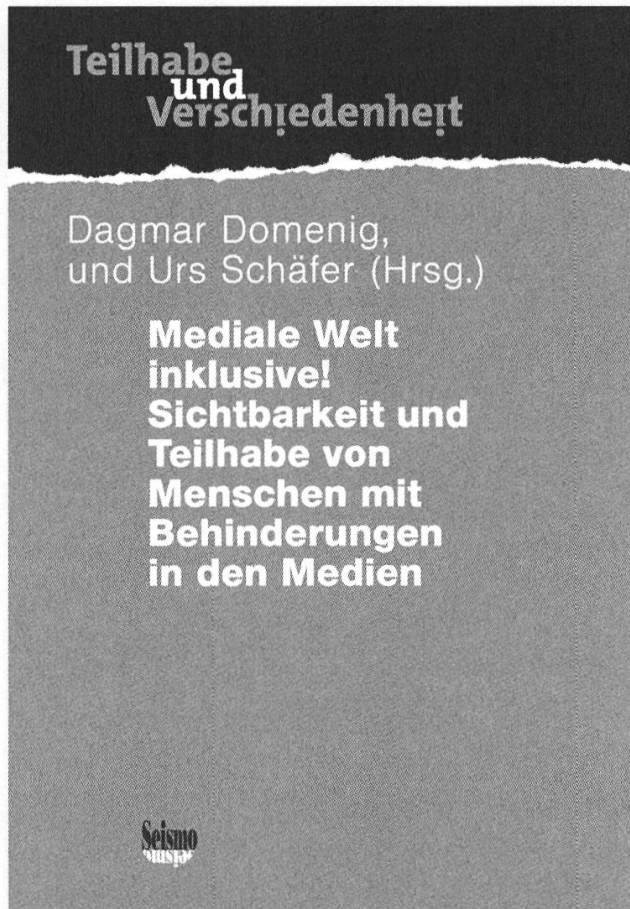 Teilhabe
und
Verschiedenheit
Dagmar Domenig,
und Urs Schäfer (Hrsg.)
Mediale Welt
inklusive!
Sichtbarkeit und
Teilhabe von
Menschen mit
Behinderungen
in den Medien
Seismo